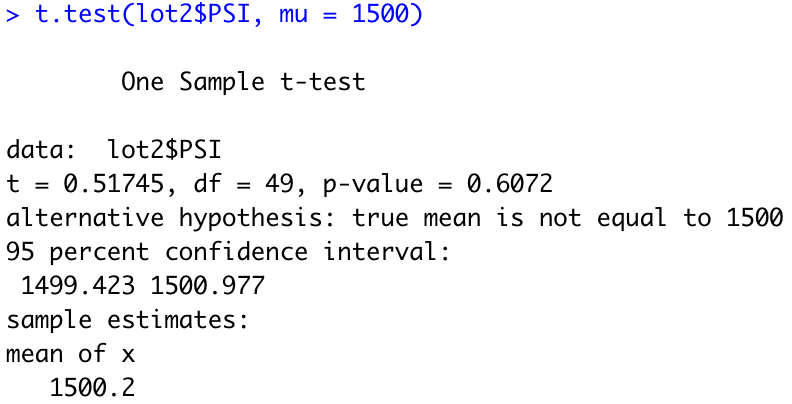 > t.test(lot2$PSI, mu = 1500)
One Sample t-test
data:  lot2$PSI
t = 0.51745, df = 49, p-value = 0.6072
alternative hypothesis: true mean is not equal to 1500
95 percent confidence interval:
1499.423 1500.977
sample estimates:
mean of x
1500.2